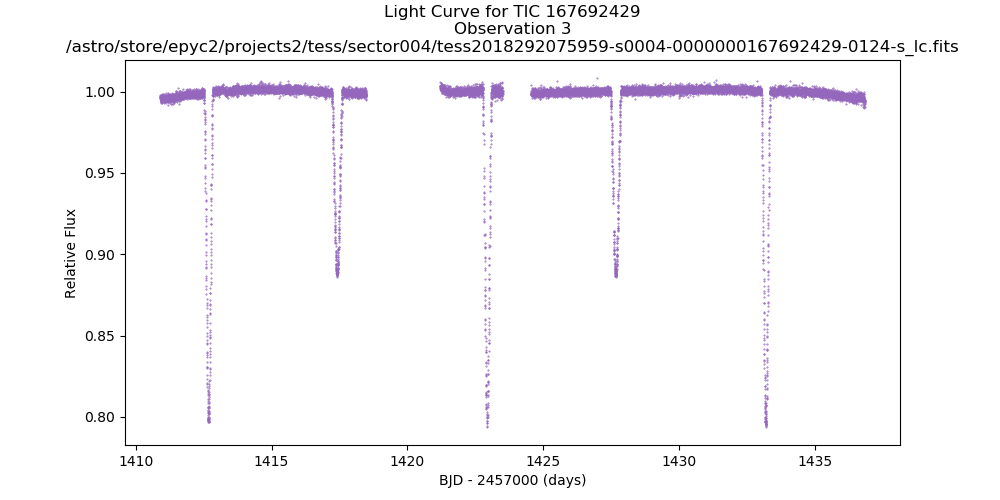 Light Curve for TIC 167692429
Observation 3
/astro/store/epyc2/projects2/tess/sector004/tess2018292075959-s0004-0000000167692429-0124-s_lc.fits
1.00
0.95
0.90
0.85
0.80
Relative Flux
1410 1415 1420 1425 1430 1435
BJD - 2457000 (days)